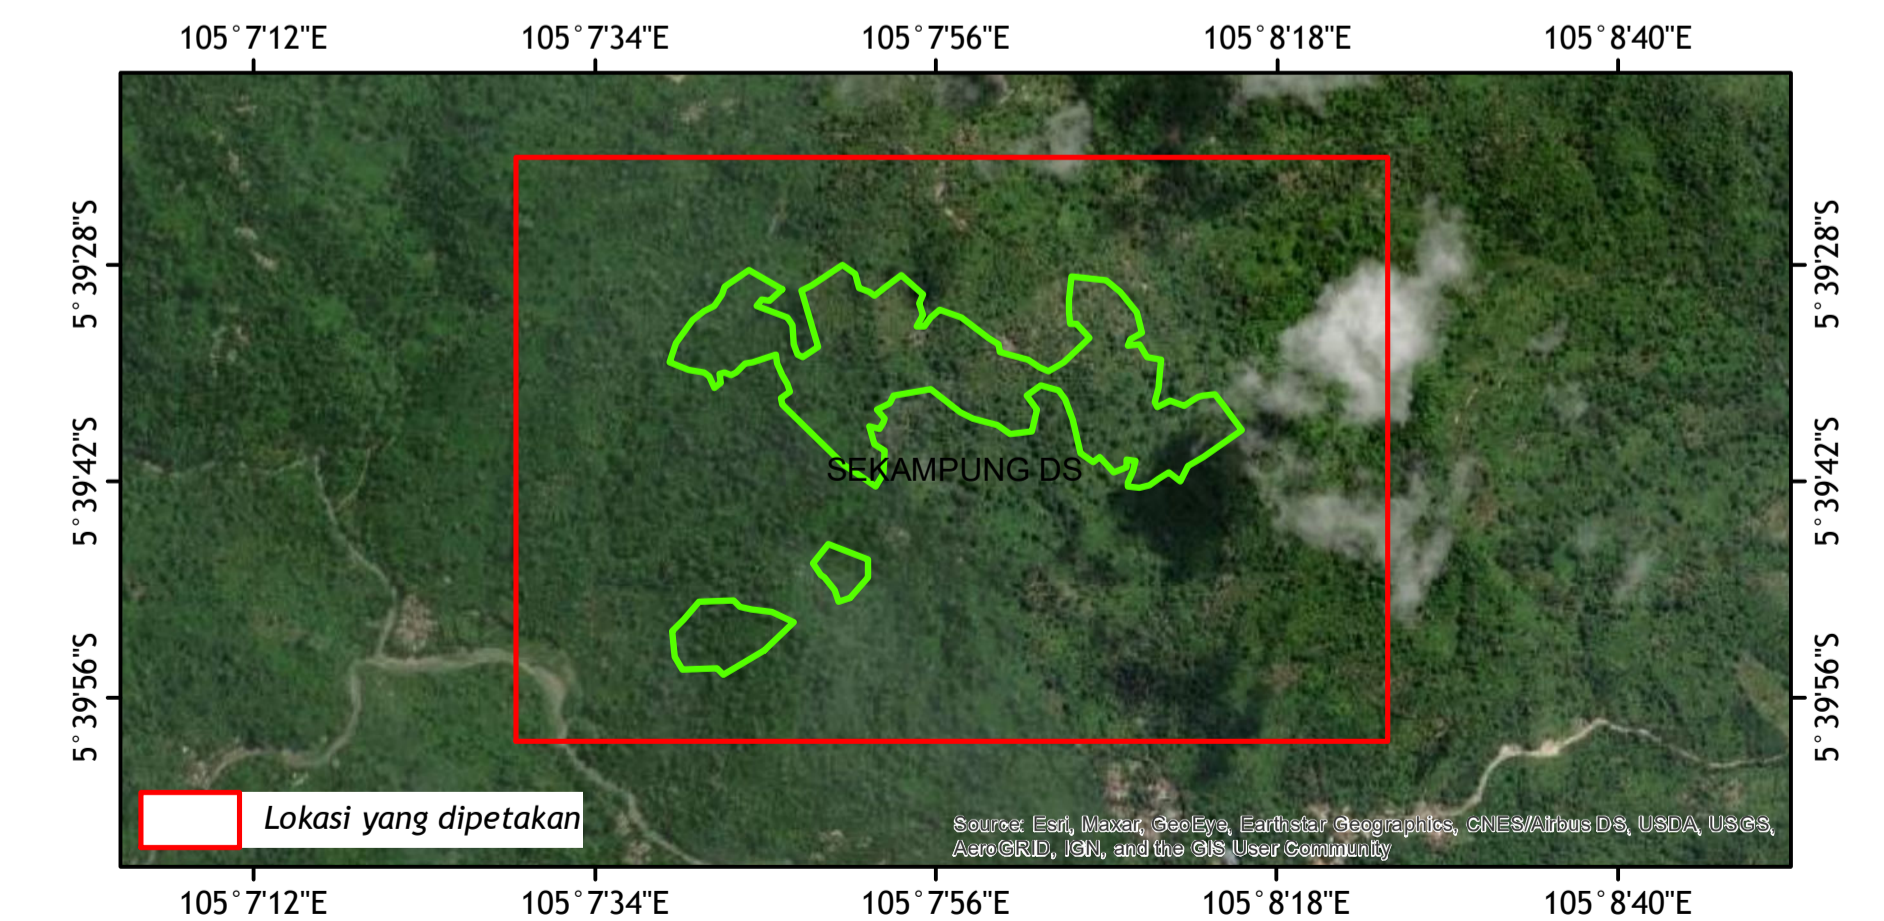 105°7'12"E 105°7'34"E 105°7'56"E 105°8'18"E 105°8'40"E
5°39'28"S 5°39'28"S
5°39'42"S 5°39'42"S
SEKAMPUNG DS
5°39'56"S 5°39'56"S
Lokasi yang dipetakan
Source: Esri, Maxar, GeoEye, Earthstar Geographics, CNES/Airbus DS, USDA, USGS,
AeroGRID, IGN, and the GIS User Community
105°7'12"E 105°7'34"E 105°7'56"E 105°8'18"E 105°8'40"E